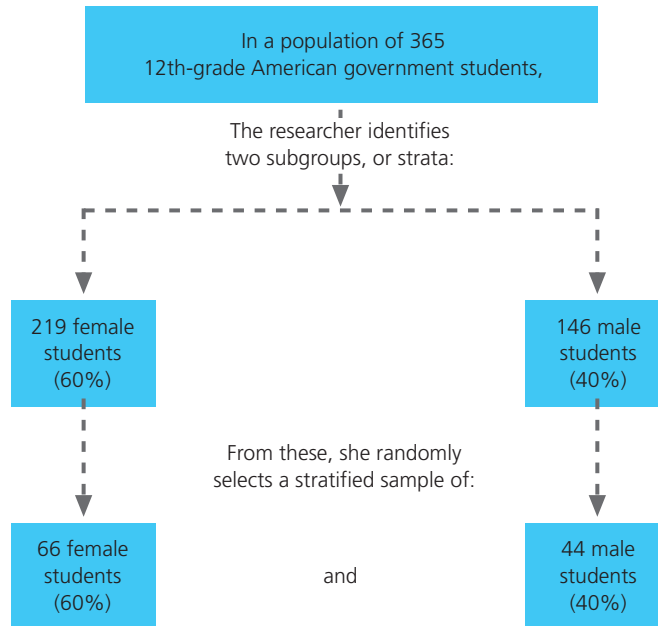 In a population of 365
12th-grade American government students,
The researcher identifies
two subgroups, or strata:
219 female
students
(60%)
146 male
students
(40%)
From these, she randomly
selects a stratified sample of:
66 female
students
(60%)
and
44 male
students
(40%)